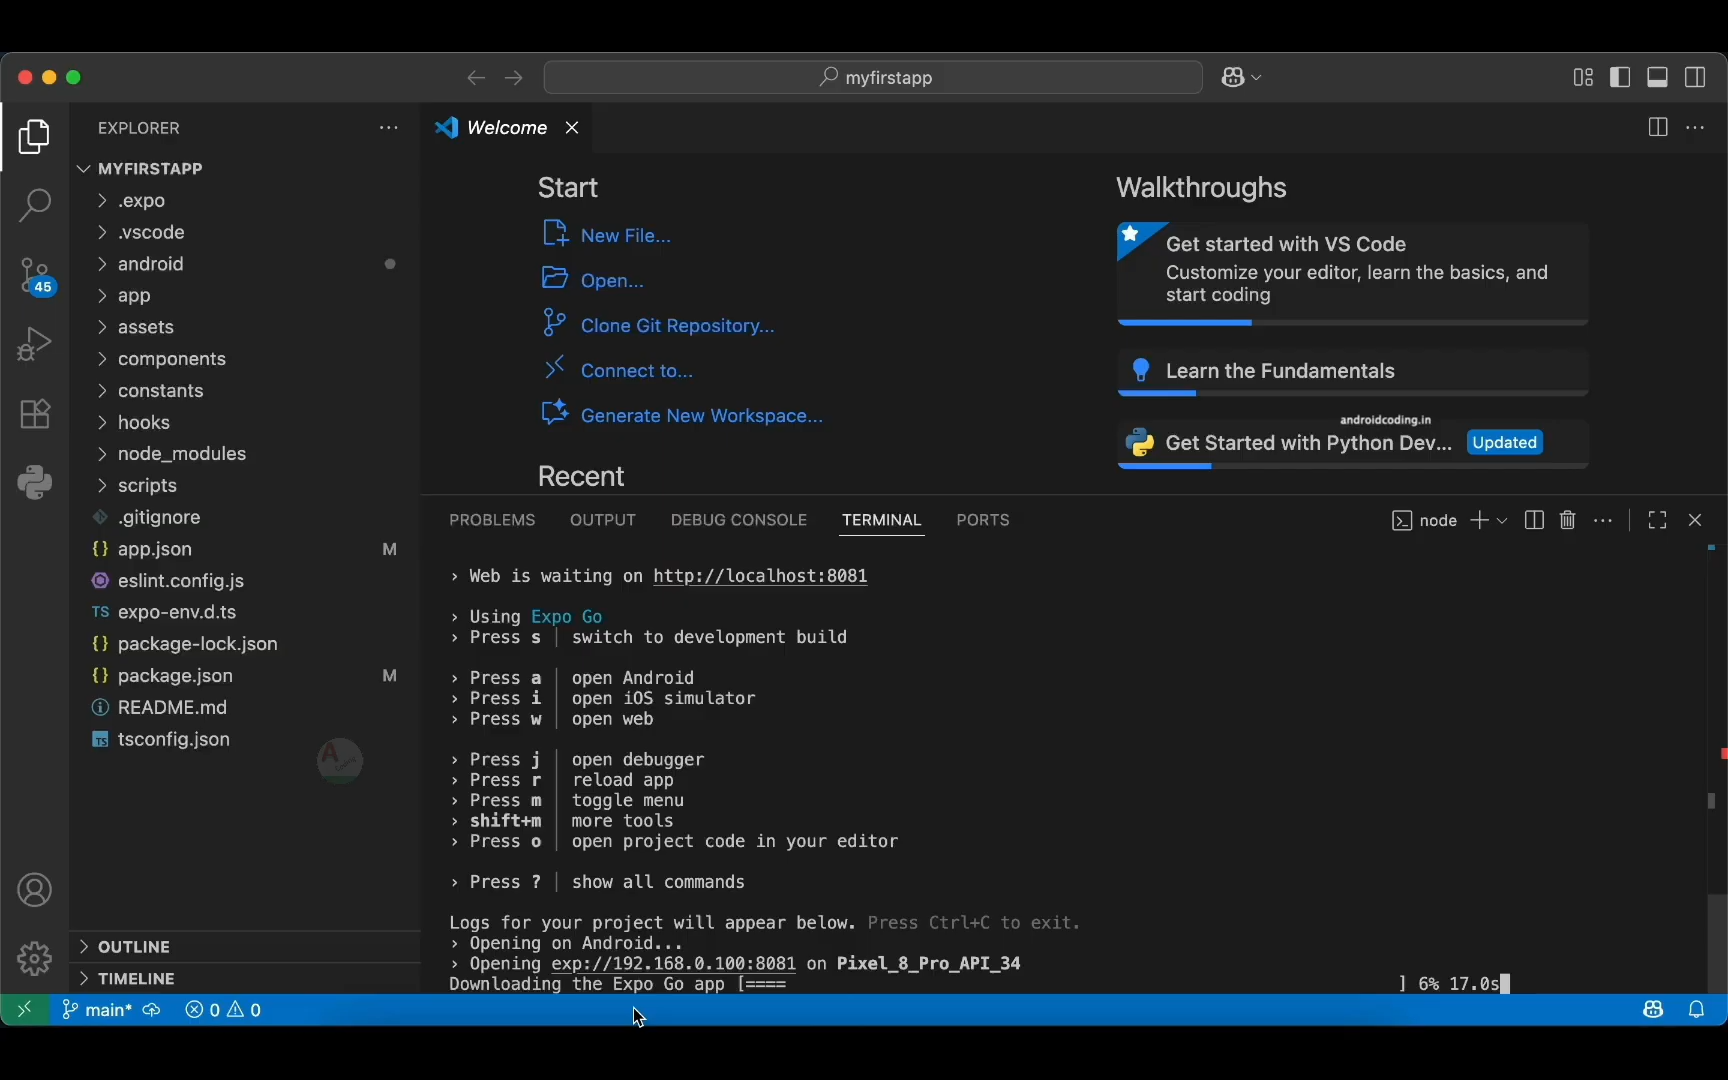 myfirstapp
EXPLORER
Welcome
MYFIRSTAPP
.expo
.vscode
android
app
assets
components
constants
hooks
node_modules
scripts
.gitignore
{} app.json M
eslint.config.js
TS expo-env.d.ts
{} package-lock.json
{} package.json M
README.md
TS tsconfig.json
OUTLINE
TIMELINE
45
Start
New File...
Open...
Clone Git Repository...
Connect to...
Generate New Workspace...
Recent
Walkthroughs
Get started with VS Code
Customize your editor, learn the basics, and
start coding
Learn the Fundamentals
androidcoding.in
Get Started with Python Dev... Updated
PROBLEMS OUTPUT DEBUG CONSOLE TERMINAL PORTS
node
› Web is waiting on http://localhost:8081
› Using Expo Go
› Press s │ switch to development build
› Press a │ open Android
› Press i │ open iOS simulator
› Press w │ open web
› Press j │ open debugger
› Press r │ reload app
› Press m │ toggle menu
› shift+m │ more tools
› Press o │ open project code in your editor
› Press ? │ show all commands
Logs for your project will appear below. Press Ctrl+C to exit.
› Opening on Android...
› Opening exp://192.168.0.100:8081 on Pixel_8_Pro_API_34
Downloading the Expo Go app [==== ] 6% 17.0s
main* 0 0